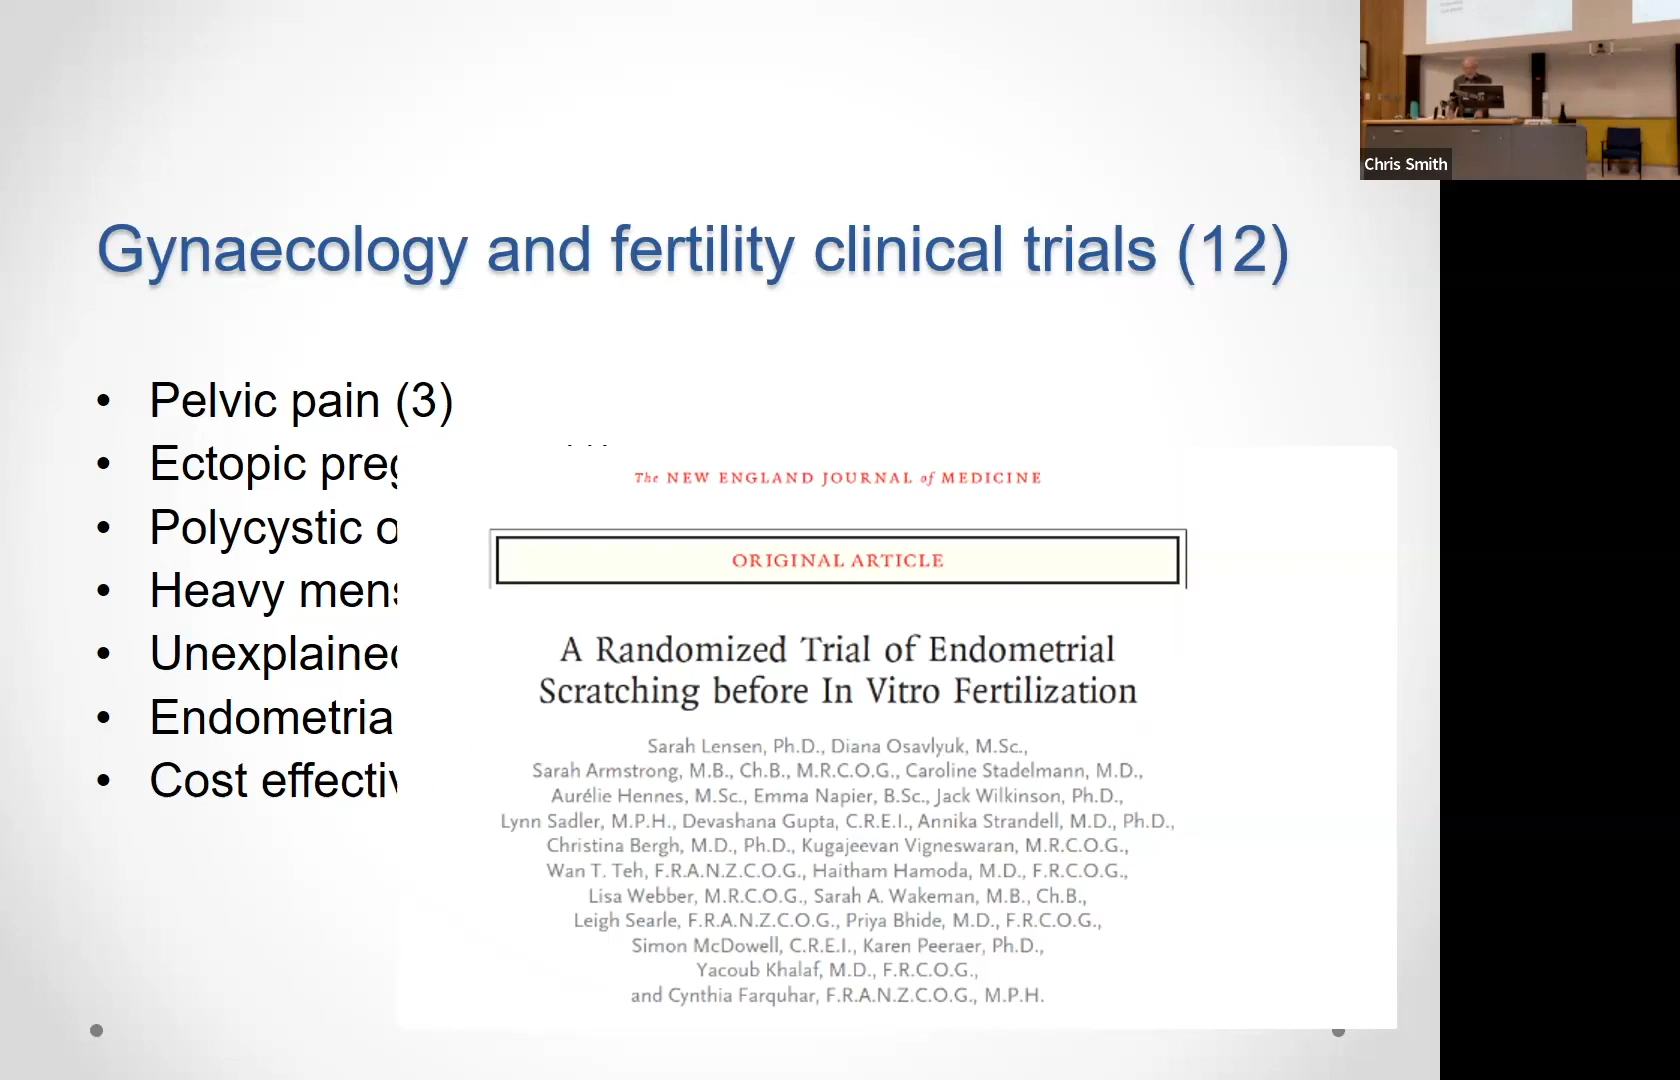 Chris Smith
Gynaecology and fertility clinical trials (12)
• Pelvic pain (3)
• Ectopic preg
• Polycystic o
• Heavy mens
• Unexplained
• Endometria
• Cost effectiv
The NEW ENGLAND JOURNAL of MEDICINE
ORIGINAL ARTICLE
A Randomized Trial of Endometrial
Scratching before In Vitro Fertilization
Sarah Lensen, Ph.D., Diana Osavlyuk, M.Sc.,
Sarah Armstrong, M.B., Ch.B., M.R.C.O.G., Caroline Stadelmann, M.D.,
Aurélie Hennes, M.Sc., Emma Napier, B.Sc., Jack Wilkinson, Ph.D.,
Lynn Sadler, M.P.H., Devashana Gupta, C.R.E.I., Annika Strandell, M.D., Ph.D.,
Christina Bergh, M.D., Ph.D., Kugajeevan Vigneswaran, M.R.C.O.G.,
Wan T. Teh, F.R.A.N.Z.C.O.G., Haitham Hamoda, M.D., F.R.C.O.G.,
Lisa Webber, M.R.C.O.G., Sarah A. Wakeman, M.B., Ch.B.,
Leigh Searle, F.R.A.N.Z.C.O.G., Priya Bhide, M.D., F.R.C.O.G.,
Simon McDowell, C.R.E.I., Karen Peeraer, Ph.D.,
Yacoub Khalaf, M.D., F.R.C.O.G.,
and Cynthia Farquhar, F.R.A.N.Z.C.O.G., M.P.H.